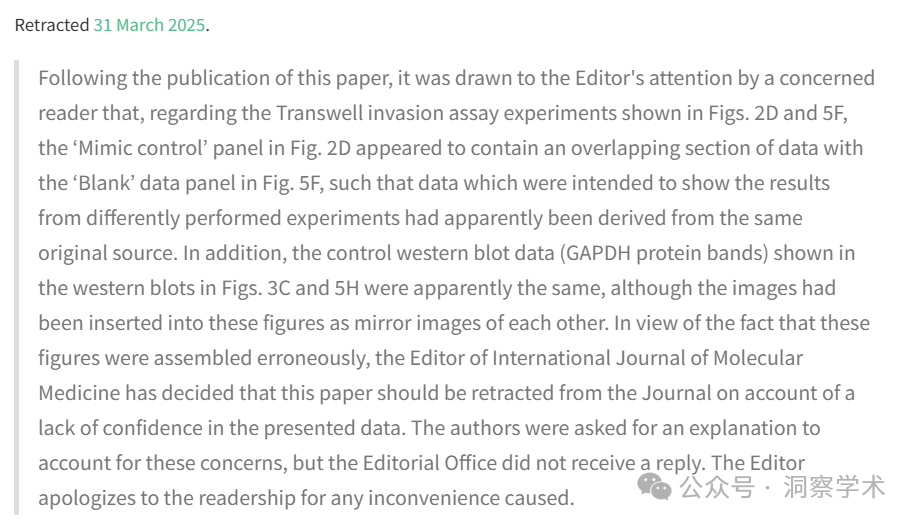 Retracted 31 March 2025.
Following the publication of this paper, it was drawn to the Editor's attention by a concerned
reader that, regarding the Transwell invasion assay experiments shown in Figs. 2D and 5F,
the ‘Mimic control’ panel in Fig. 2D appeared to contain an overlapping section of data with
the ‘Blank’ data panel in Fig. 5F, such that data which were intended to show the results
from differently performed experiments had apparently been derived from the same
original source. In addition, the control western blot data (GAPDH protein bands) shown in
the western blots in Figs. 3C and 5H were apparently the same, although the images had
been inserted into these figures as mirror images of each other. In view of the fact that these
figures were assembled erroneously, the Editor of International Journal of Molecular
Medicine has decided that this paper should be retracted from the Journal on account of a
lack of confidence in the presented data. The authors were asked for an explanation to
account for these concerns, but the Editorial Office did not receive a reply. The Editor
apologizes to the readership for any inconvenience caused.
公众号 · 洞察学术